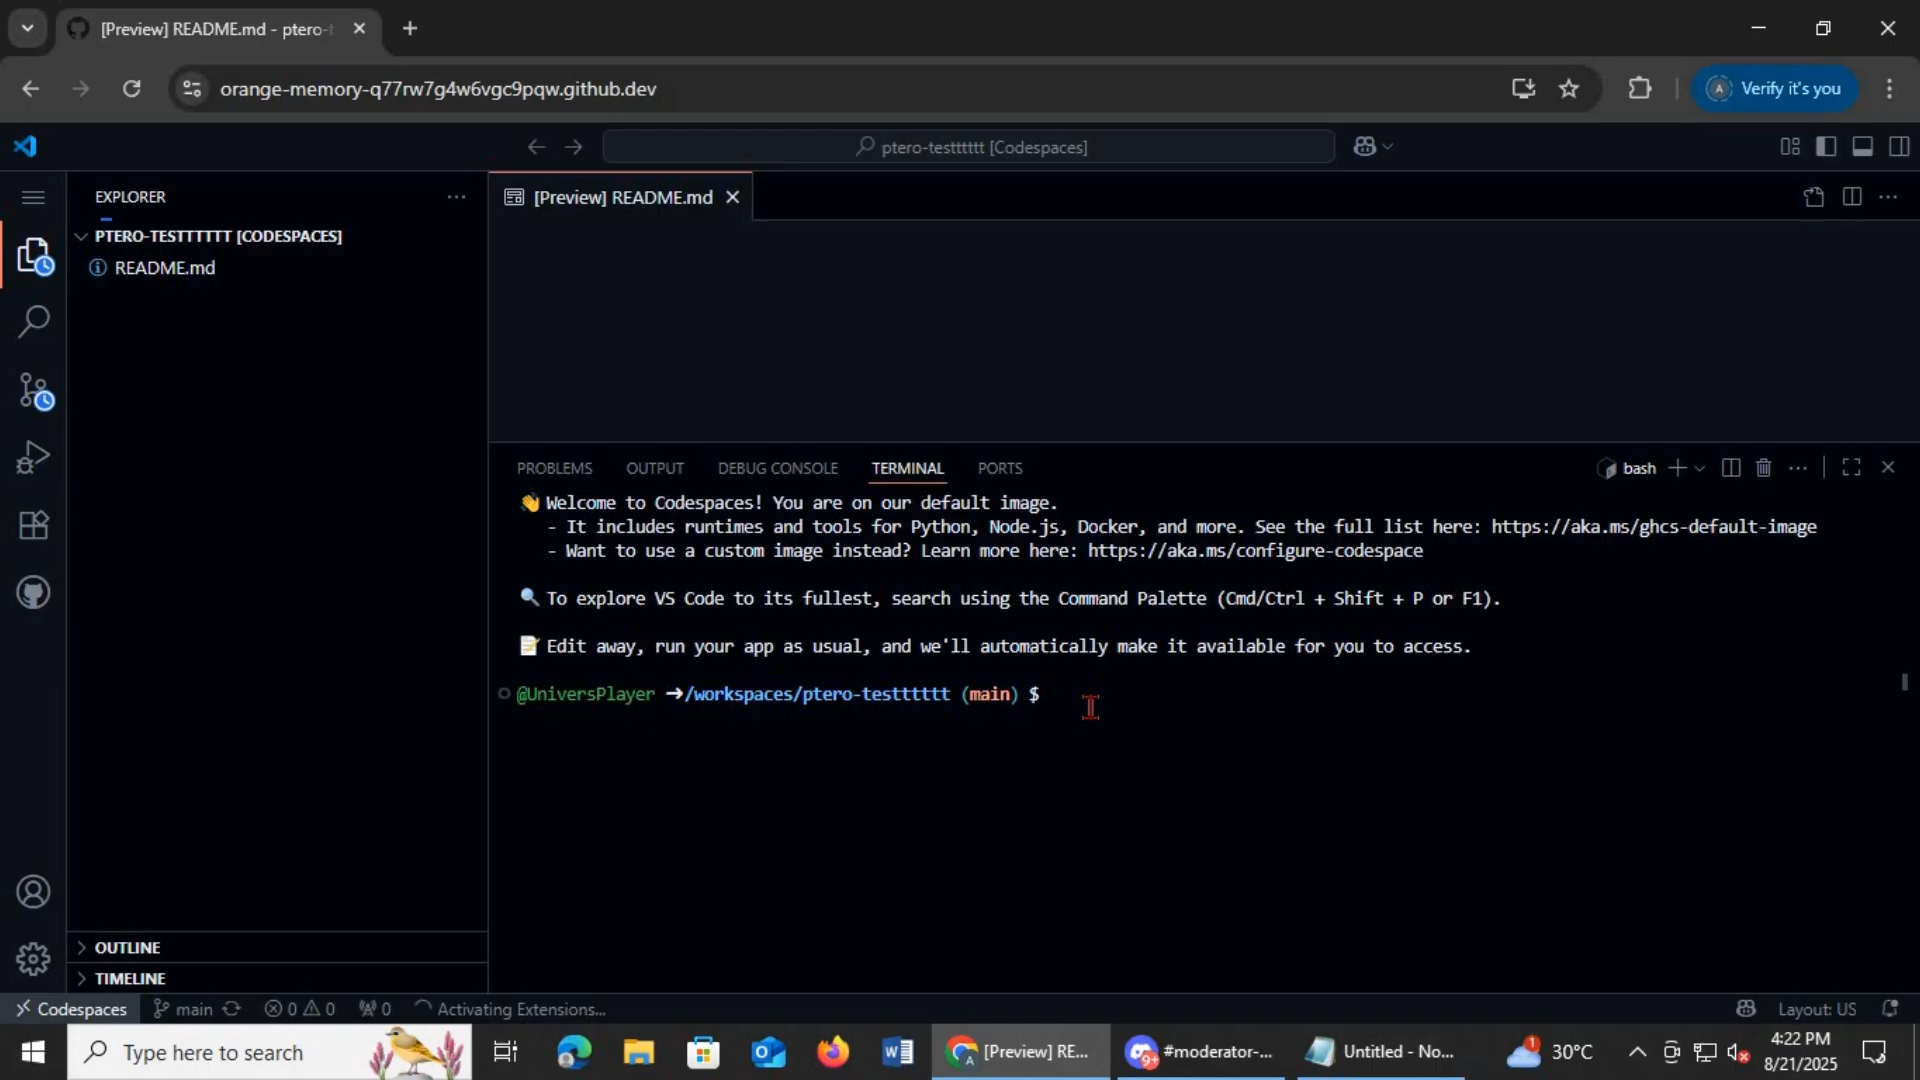 [Preview] README.md - ptero-t
orange-memory-q77rw7g4w6vgc9pqw.github.dev
A
Verify it's you
ptero-testttttt [Codespaces]
EXPLORER
[Preview] README.md
PTERO-TESTTTTTT [CODESPACES]
README.md
PROBLEMS
OUTPUT
DEBUG CONSOLE
TERMINAL
PORTS
bash
Welcome to Codespaces! You are on our default image.
- It includes runtimes and tools for Python, Node.js, Docker, and more. See the full list here: https://aka.ms/ghcs-default-image
- Want to use a custom image instead? Learn more here: https://aka.ms/configure-codespace
To explore VS Code to its fullest, search using the Command Palette (Cmd/Ctrl + Shift + P or F1).
Edit away, run your app as usual, and we'll automatically make it available for you to access.
@UniversPlayer ➜/workspaces/ptero-testttttt (main) $
OUTLINE
TIMELINE
Codespaces
main
0
0
0
Activating Extensions...
Layout: US
Type here to search
[Preview] RE...
9+
#moderator-...
Untitled - No...
1
30°C
4:22 PM
8/21/2025